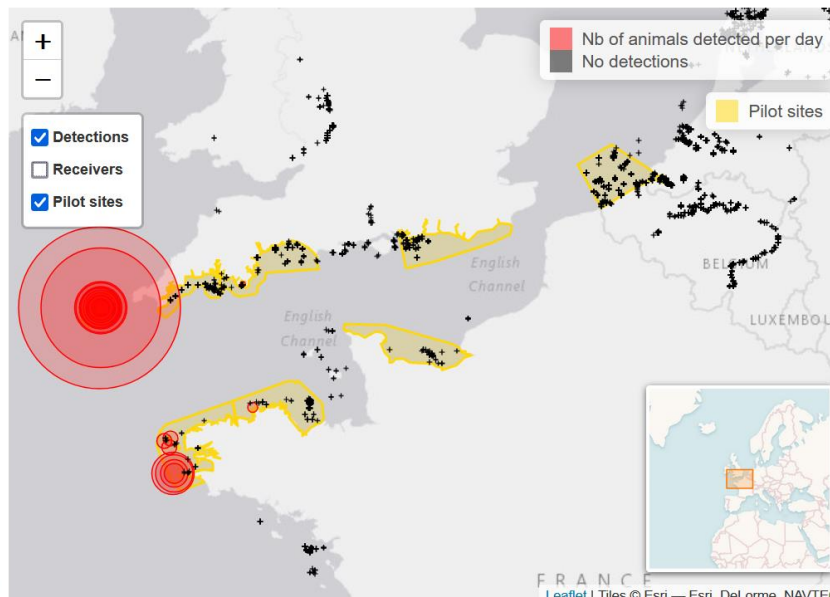 +
−
Detections
Receivers
Pilot sites
Nb of animals detected per day
No detections
Pilot sites
English
Channel
English
Channel
BELGIUM
LUXEMBOU
FRANCE
Leaflet | Tiles © Esri — Esri, DeLorme, NAVTEQ